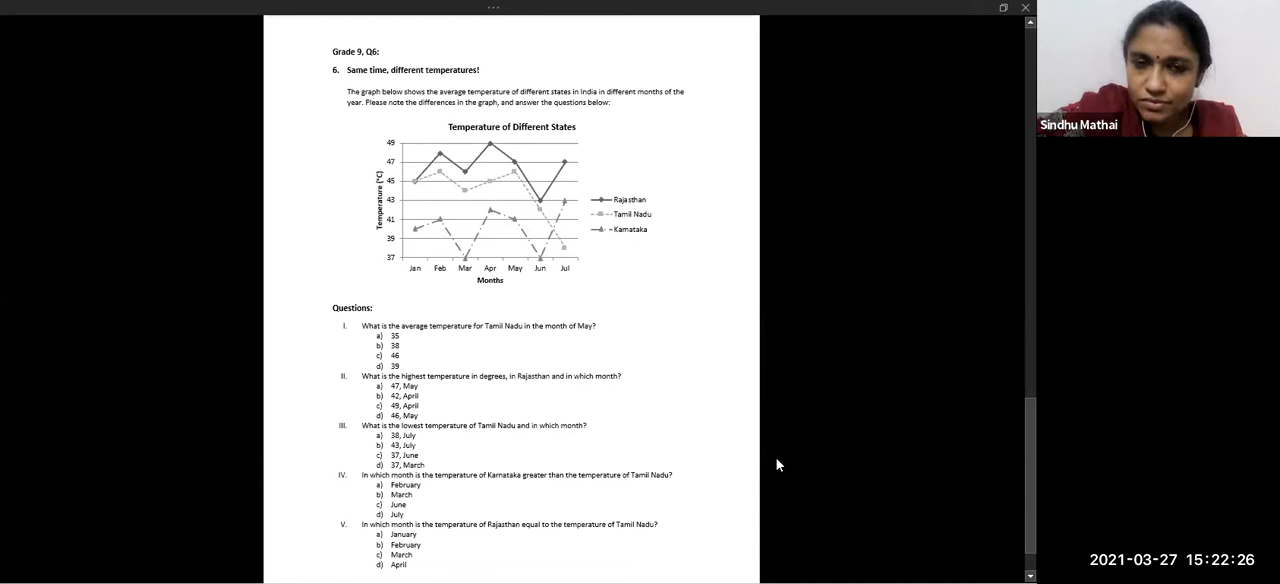 Grade 9, Q6:
6. Same time, different temperatures!
The graph below shows the average temperature of different states in India in different months of the
year. Please note the differences in the graph, and answer the questions below:
Temperature of Different States
49
47
45
43
41
39
37
Temperature (°C)
Jan Feb Mar Apr May Jun Jul
Months
Rajasthan
Tamil Nadu
Karnataka
Questions:
I. What is the average temperature for Tamil Nadu in the month of May?
a) 35
b) 38
c) 46
d) 39
II. What is the highest temperature in degrees, in Rajasthan and in which month?
a) 47, May
b) 42, April
c) 49, April
d) 46, May
III. What is the lowest temperature of Tamil Nadu and in which month?
a) 38, July
b) 43, July
c) 37, June
d) 37, March
IV. In which month is the temperature of Karnataka greater than the temperature of Tamil Nadu?
a) February
b) March
c) June
d) July
V. In which month is the temperature of Rajasthan equal to the temperature of Tamil Nadu?
a) January
b) February
c) March
d) April
Sindhu Mathai
2021-03-27 15:22:26